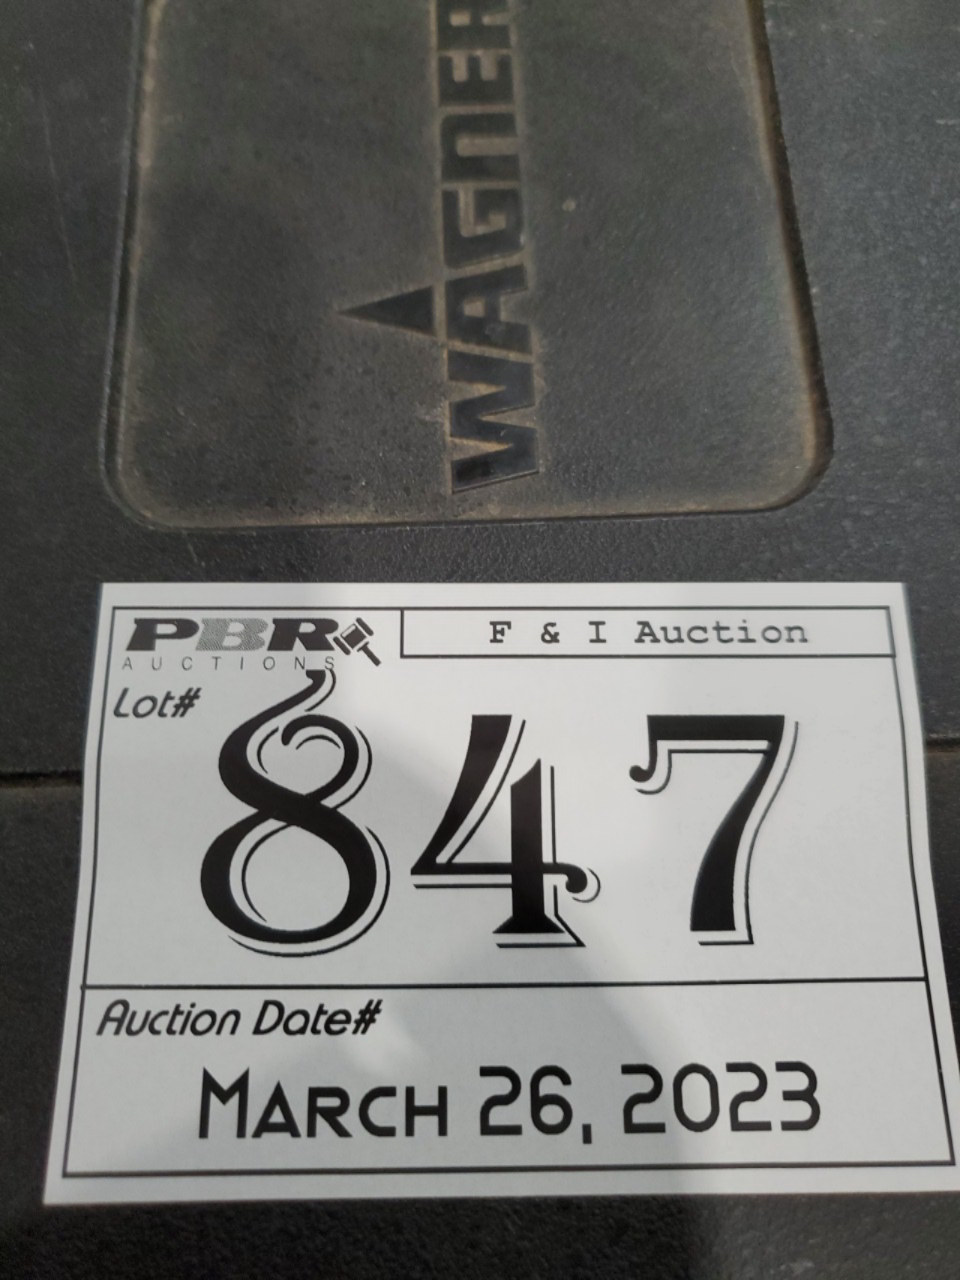 WAGNER
PBR
AUCTIONS
F & I Auction
Lot#
847
Auction Date#
March 26, 2023